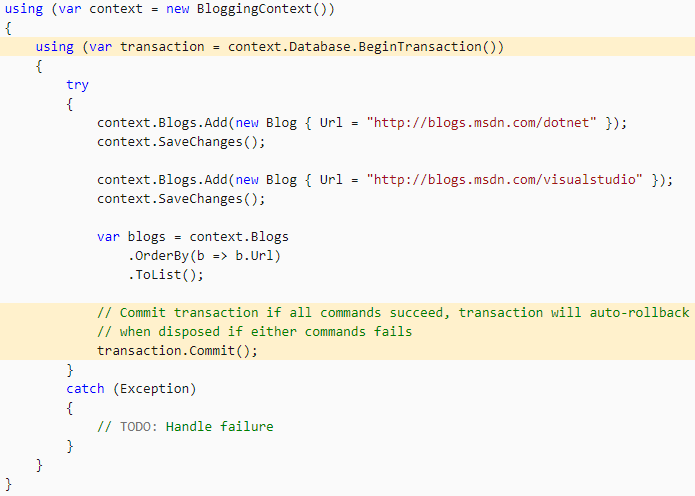 using (var context = new BloggingContext())
{
    using (var transaction = context.Database.BeginTransaction())
    {
        try
        {
            context.Blogs.Add(new Blog { Url = "http://blogs.msdn.com/dotnet" });
            context.SaveChanges();

            context.Blogs.Add(new Blog { Url = "http://blogs.msdn.com/visualstudio" });
            context.SaveChanges();

            var blogs = context.Blogs
                .OrderBy(b => b.Url)
                .ToList();

            // Commit transaction if all commands succeed, transaction will auto-rollback
            // when disposed if either commands fails
            transaction.Commit();
        }
        catch (Exception)
        {
            // TODO: Handle failure
        }
    }
}